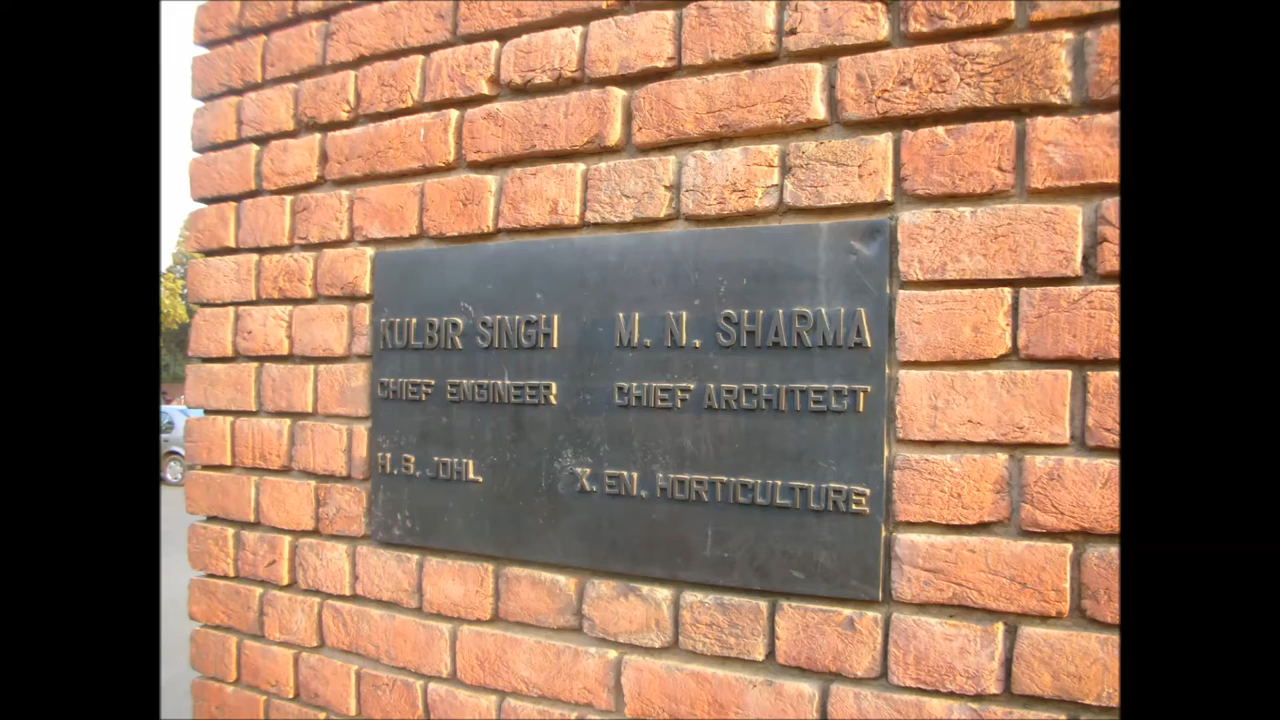 KULBIR SINGH M. N. SHARMA
CHIEF ENGINEER CHIEF ARCHITECT
H. S. JOHL X. EN. HORTICULTURE